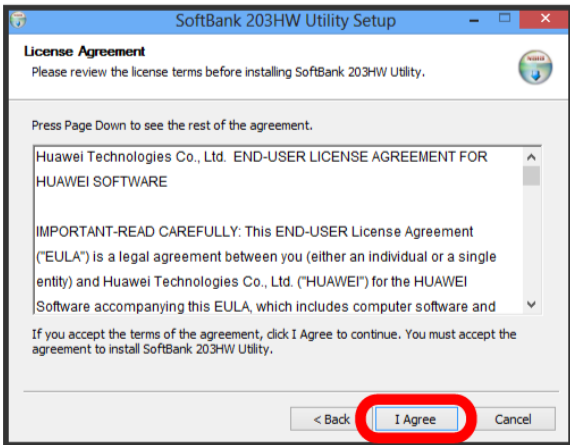 SoftBank 203HW Utility Setup
License Agreement
Please review the license terms before installing SoftBank 203HW Utility.
Press Page Down to see the rest of the agreement.
Huawei Technologies Co., Ltd. END-USER LICENSE AGREEMENT FOR
HUAWEI SOFTWARE
IMPORTANT-READ CAREFULLY: This END-USER License Agreement
("EULA") is a legal agreement between you (either an individual or a single
entity) and Huawei Technologies Co., Ltd. ("HUAWEI") for the HUAWEI
Software accompanying this EULA, which includes computer software and
If you accept the terms of the agreement, click I Agree to continue. You must accept the
agreement to install SoftBank 203HW Utility.
< Back I Agree Cancel